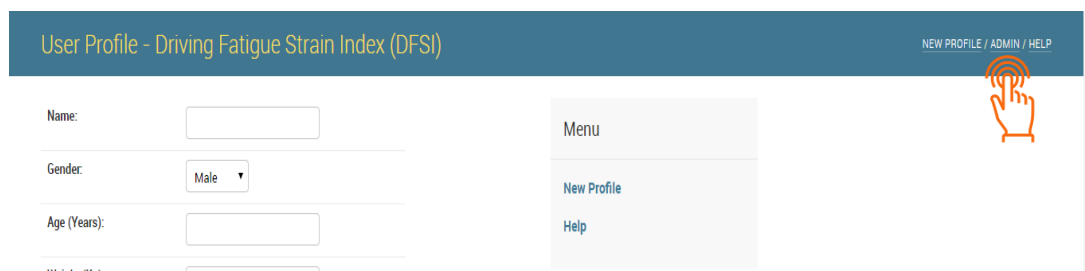 User Profile - Driving Fatigue Strain Index (DFSI)
NEW PROFILE / ADMIN / HELP
Name:
Gender:
Male
Age (Years):
Menu
New Profile
Help